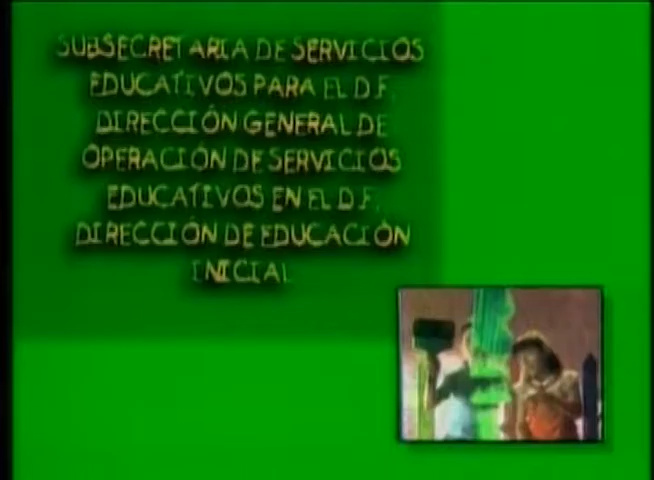 SUBSECRETARIA DE SERVICIOS
EDUCATIVOS PARA EL D.F.
DIRECCIÓN GENERAL DE
OPERACIÓN DE SERVICIOS
EDUCATIVOS EN EL D.F.
DIRECCIÓN DE EDUCACIÓN
INICIAL